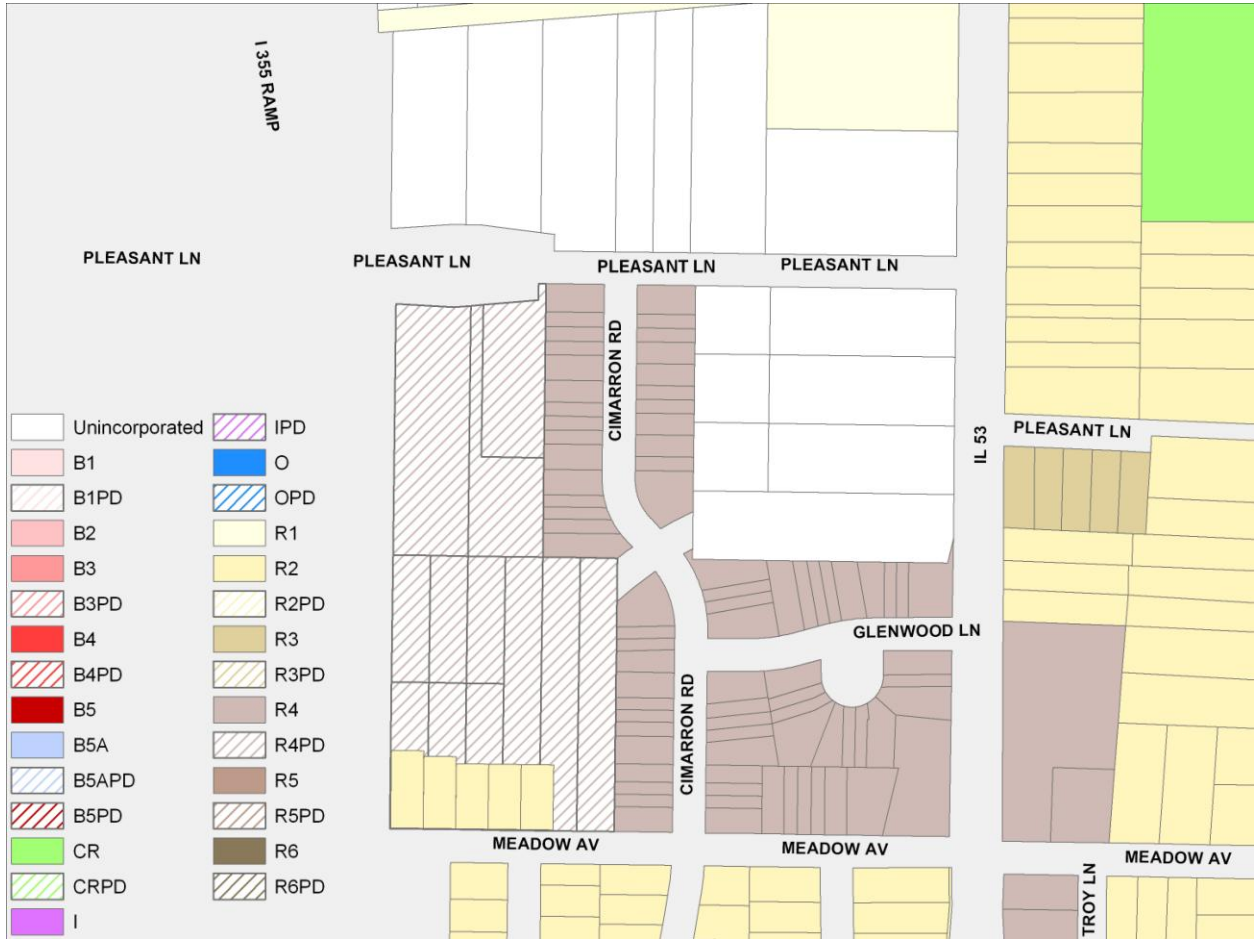 I 355 RAMP
PLEASANT LN
PLEASANT LN
PLEASANT LN
PLEASANT LN
CIMARRON RD
IL 53
PLEASANT LN
GLENWOOD LN
CIMARRON RD
MEADOW AV
MEADOW AV
MEADOW AV
TROY LN
Unincorporated
B1
B1PD
B2
B3
B3PD
B4
B4PD
B5
B5A
B5APD
B5PD
CR
CRPD
I
IPD
O
OPD
R1
R2
R2PD
R3
R3PD
R4
R4PD
R5
R5PD
R6
R6PD